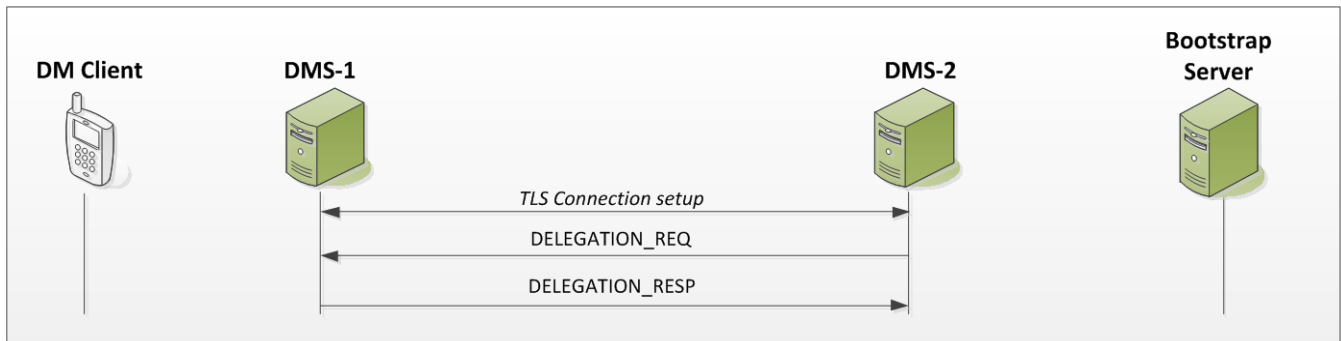 DM Client
DMS-1
DMS-2
Bootstrap
Server
TLS Connection setup
DELEGATION_REQ
DELEGATION_RESP